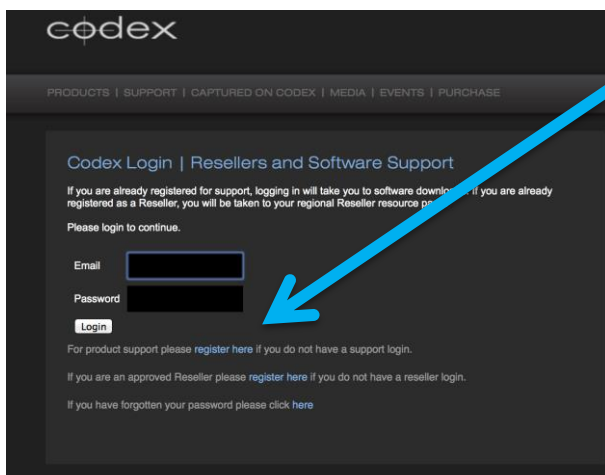 codex
PRODUCTS | SUPPORT | CAPTURED ON CODEX | MEDIA | EVENTS | PURCHASE
Codex Login | Resellers and Software Support
If you are already registered for support, logging in will take you to software If you are already
registered as a Reseller, you will be taken to your regional Reseller resource
Please login to continue.
Email
Password
Login
For product support please register here if you do not have a support login.
If you are an approved Reseller please register here if you do not have a reseller login.
If you have forgotten your password please click here